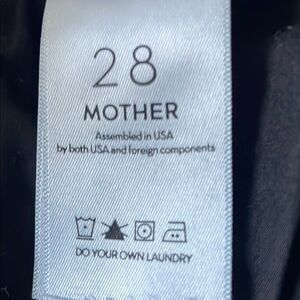 28
MOTHER
Assembled in USA
by both USA and foreign components
DO YOUR OWN LAUNDRY